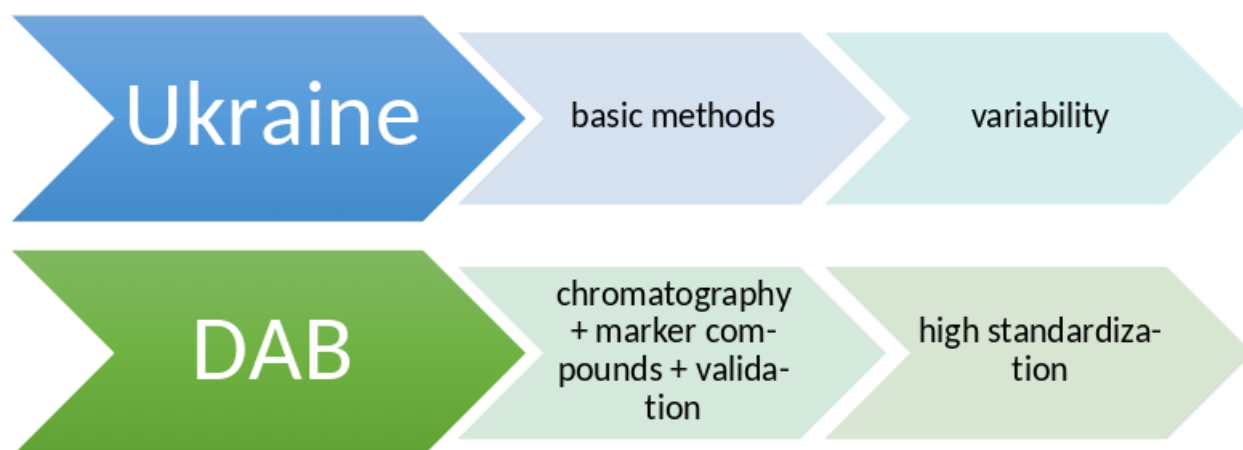 Ukraine
basic methods
variability
DAB
chromatography
+ marker com-
pounds + valida-
tion
high standardiza-
tion